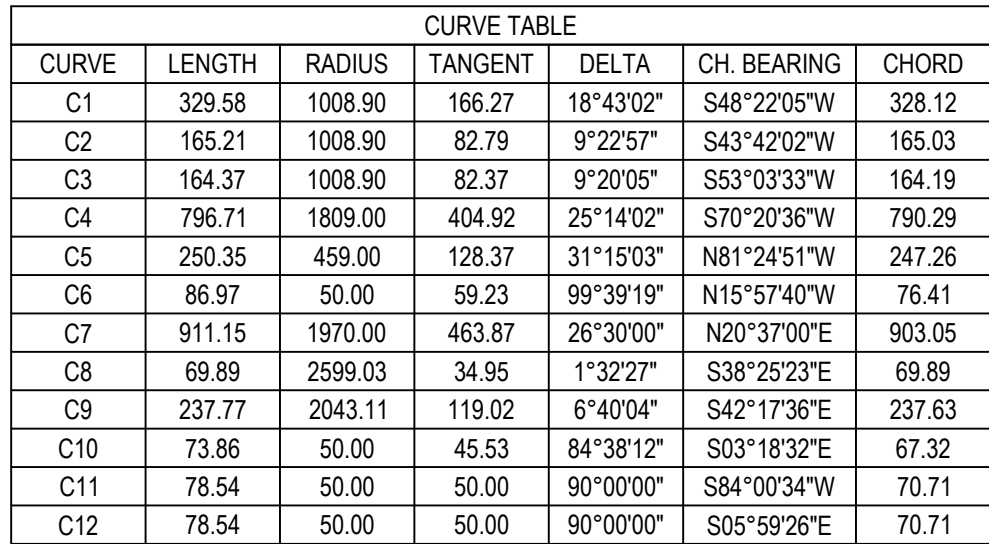 CURVE TABLE
CURVE LENGTH RADIUS TANGENT DELTA CH. BEARING CHORD
C1 329.58 1008.90 166.27 18°43'02" S48°22'05"W 328.12
C2 165.21 1008.90 82.79 9°22'57" S43°42'02"W 165.03
C3 164.37 1008.90 82.37 9°20'05" S53°03'33"W 164.19
C4 796.71 1809.00 404.92 25°14'02" S70°20'36"W 790.29
C5 250.35 459.00 128.37 31°15'03" N81°24'51"W 247.26
C6 86.97 50.00 59.23 99°39'19" N15°57'40"W 76.41
C7 911.15 1970.00 463.87 26°30'00" N20°37'00"E 903.05
C8 69.89 2599.03 34.95 1°32'27" S38°25'23"E 69.89
C9 237.77 2043.11 119.02 6°40'04" S42°17'36"E 237.63
C10 73.86 50.00 45.53 84°38'12" S03°18'32"E 67.32
C11 78.54 50.00 50.00 90°00'00" S84°00'34"W 70.71
C12 78.54 50.00 50.00 90°00'00" S05°59'26"E 70.71